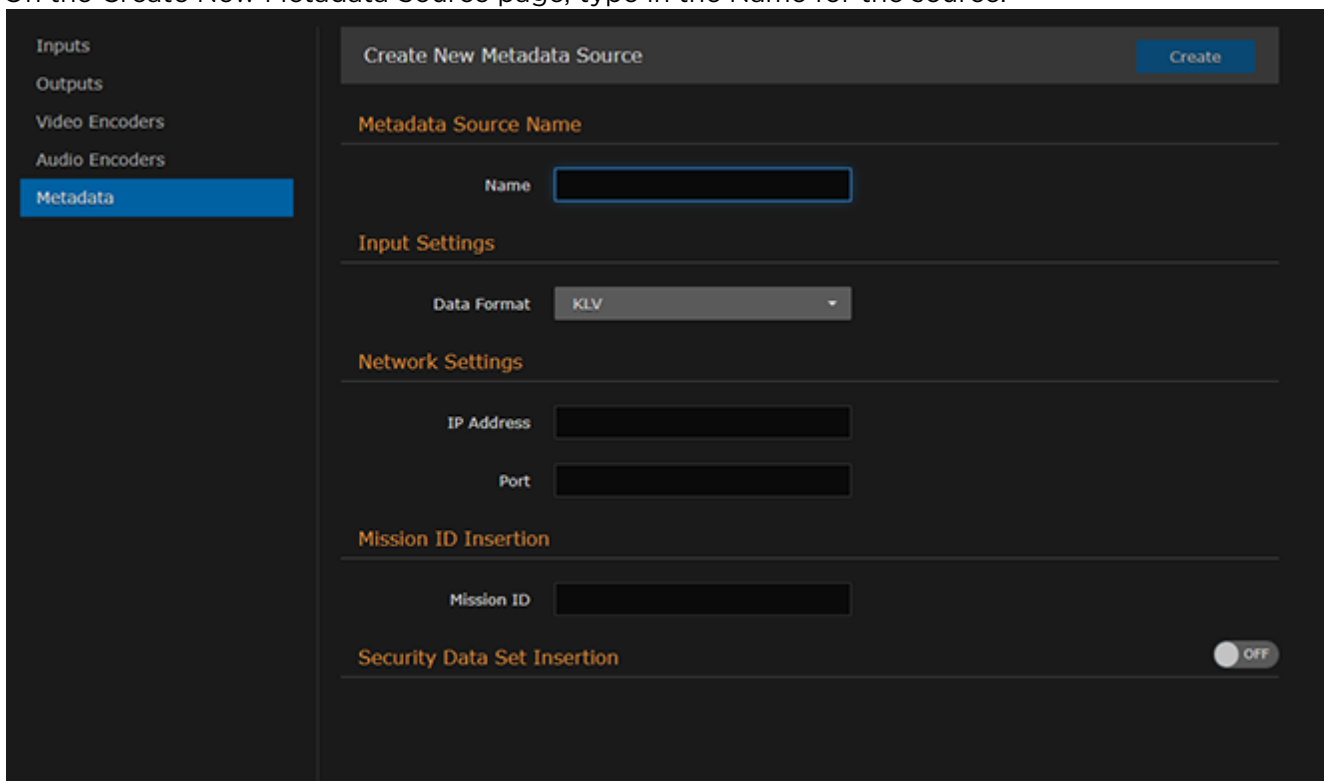 On the Create New Metadata Source page, type in the Name for the source.
Inputs
Outputs
Video Encoders
Audio Encoders
Metadata
Create New Metadata Source
Create
Metadata Source Name
Name
Input Settings
Data Format
KLV
Network Settings
IP Address
Port
Mission ID Insertion
Mission ID
Security Data Set Insertion
OFF